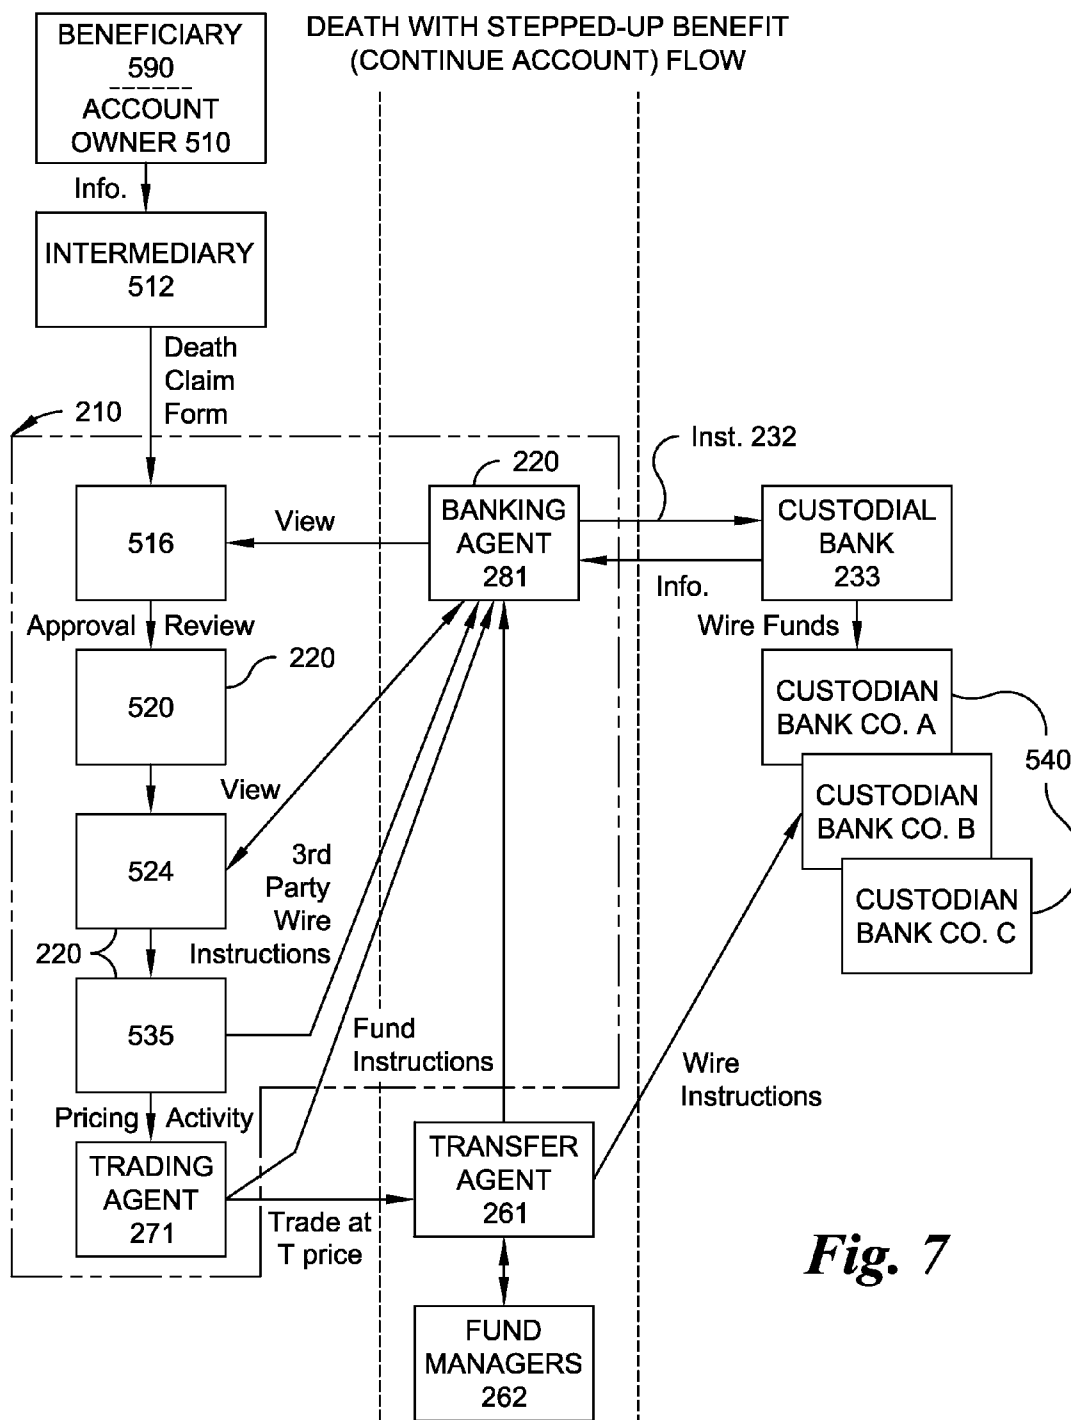 DEATH WITH STEPPED-UP BENEFIT
(CONTINUE ACCOUNT) FLOW
BENEFICIARY
590
ACCOUNT
OWNER 510
Info.
INTERMEDIARY
512
Death
Claim
Form
210
516
View
220
BANKING
AGENT
281
Inst. 232
CUSTODIAL
BANK
233
Info.
Approval
Review
Wire Funds
520
220
CUSTODIAN
BANK CO. A
540
CUSTODIAN
BANK CO. B
CUSTODIAN
BANK CO. C
View
524
3rd
Party
Wire
Instructions
220
535
Fund
Instructions
Wire
Instructions
Pricing
Activity
TRADING
AGENT
271
Trade at
T price
TRANSFER
AGENT
261
FUND
MANAGERS
262
Fig. 7